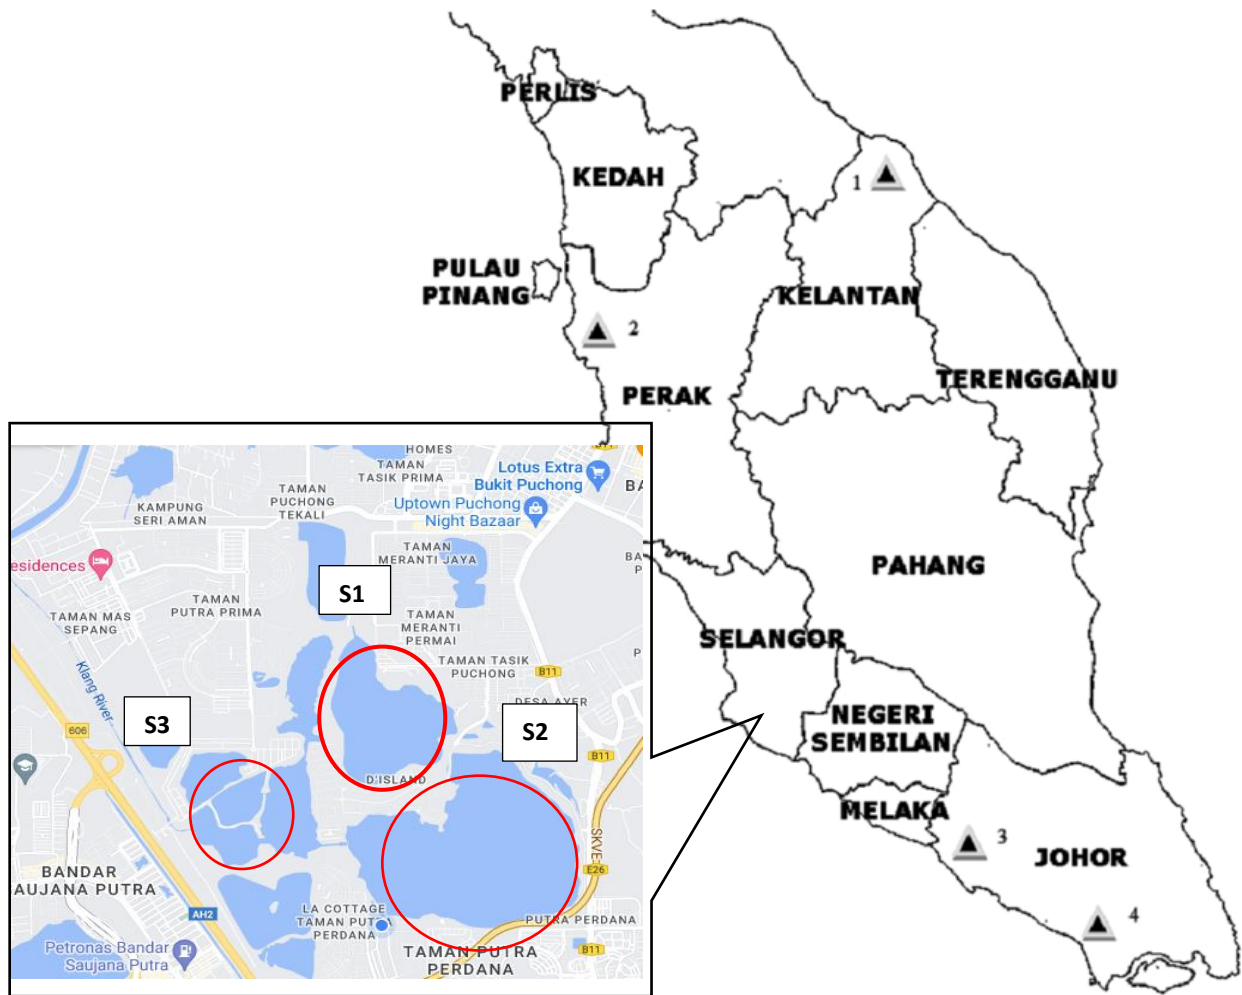 PERLIS
KEDAH
1
PULAU
PINANG
KELANTAN
2
PERAK
TERENGGANU
PAHANG
SELANGOR
NEGERI
SEMBILAN
MELAKA
3
JOHOR
4
HOMES
B11
TAMAN
TASIK PRIMA
Lotus Extra
Bukit Puchong
TAMAN
PUCHONG
TEKALI
KAMPUNG
SERI AMAN
Uptown Puchong
Night Bazaar
TAMAN
MERANTI JAYA
esidences
S1
TAMAN
PUTRA PRIMA
TAMAN MAS
SEPANG
TAMAN
MERANTI
PERMAI
TAMAN TASIK
PUCHONG
B11
Klang River
DESA AYER
S3
S2
606
B11
D'ISLAND
SKVE
E26
BANDAR
AUJANA PUTRA
AH2
LA COTTAGE
TAMAN PUTRA
PERDANA
PUTRA PERDANA
Petronas Bandar
Saujana Putra
TAMAN PUTRA
PERDANA
B11